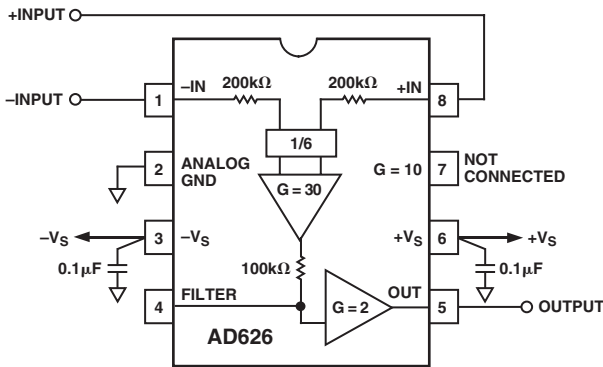 +INPUT
–INPUT
1
–IN
200kΩ
200kΩ
+IN
8
1/6
2
ANALOG
GND
G = 30
G = 10
7
NOT
CONNECTED
–VS
3
–VS
+VS
6
+VS
0.1µF
100kΩ
0.1µF
4
FILTER
G = 2
OUT
5
OUTPUT
AD626